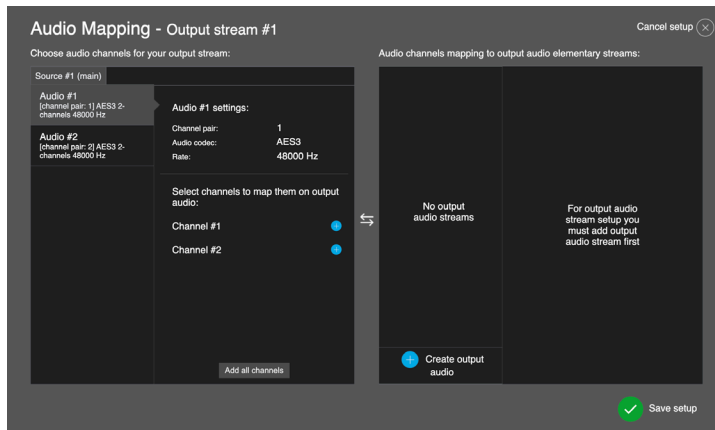 Audio Mapping - Output stream #1
Cancel setup
Choose audio channels for your output stream:
Audio channels mapping to output audio elementary streams:
Source #1 (main)
Audio #1
[channel pair: 1] AES3 2-
channels 48000 Hz
Audio #2
[channel pair: 2] AES3 2-
channels 48000 Hz
Audio #1 settings:
Channel pair: 1
Audio codec: AES3
Rate: 48000 Hz
Select channels to map them on output
audio:
Channel #1
Channel #2
Add all channels
No output
audio streams
Create output
audio
For output audio
stream setup you
must add output
audio stream first
Save setup